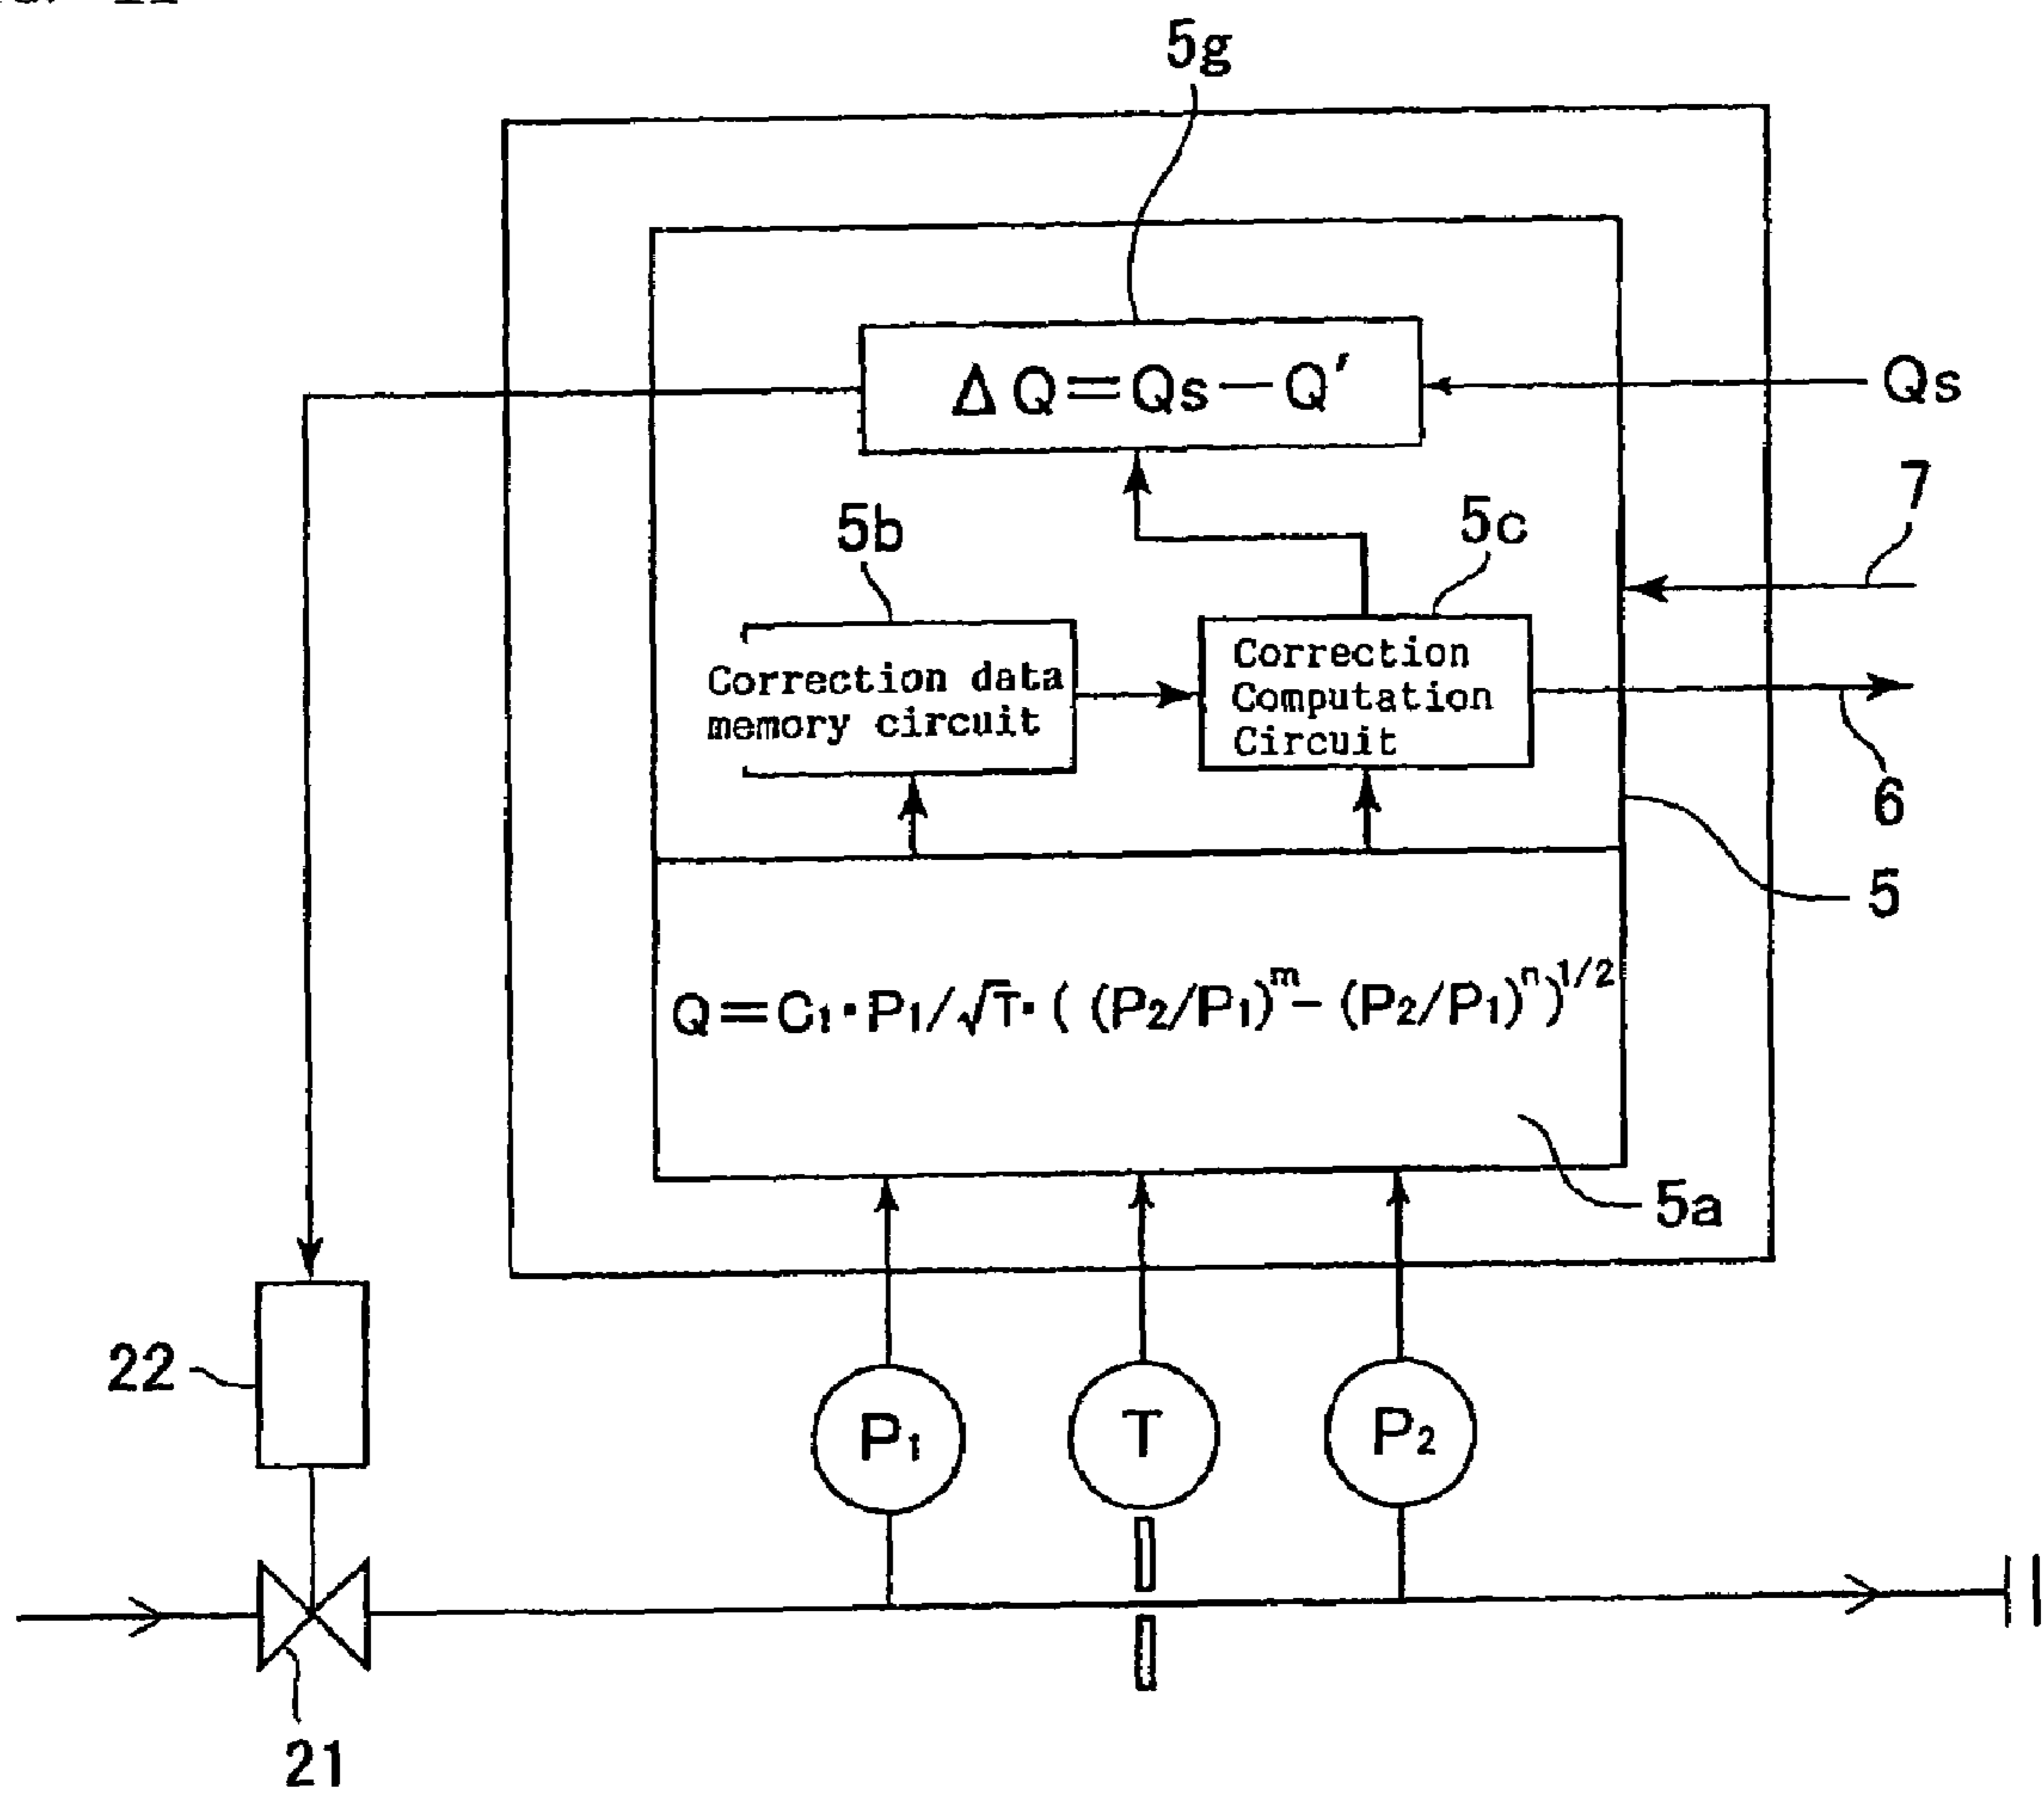 5g
ΔQ=Qs−Q′
Qs
7
5b
5c
Correction data
memory circuit
Correction
Computation
Circuit
6
5
Q=C₁·P₁/√T·((P₂/P₁)ᵐ−(P₂/P₁)ⁿ)¹/²
5a
22
P₁
T
P₂
21